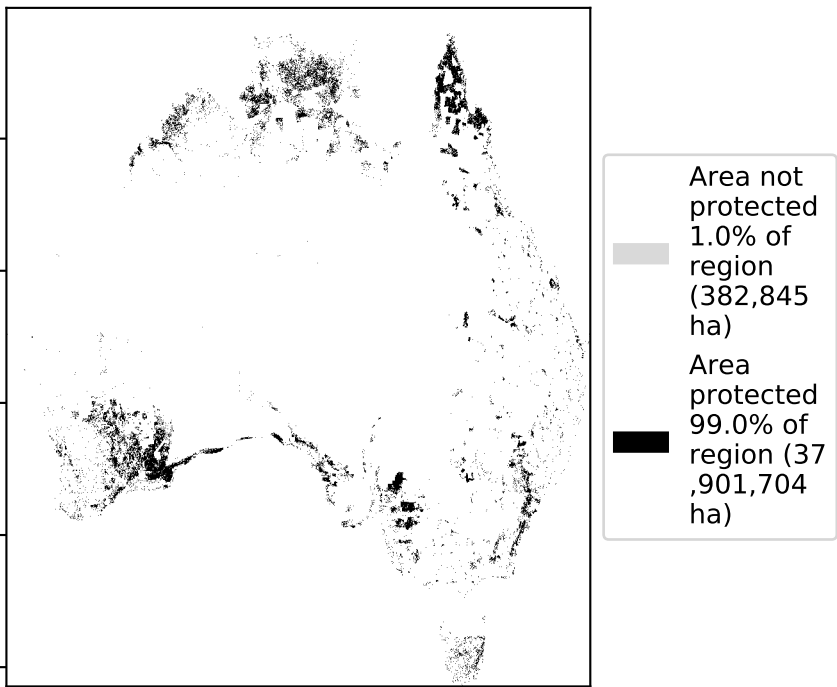 Area not
protected
1.0% of
region
(382,845
ha)
Area
protected
99.0% of
region (37
,901,704
ha)